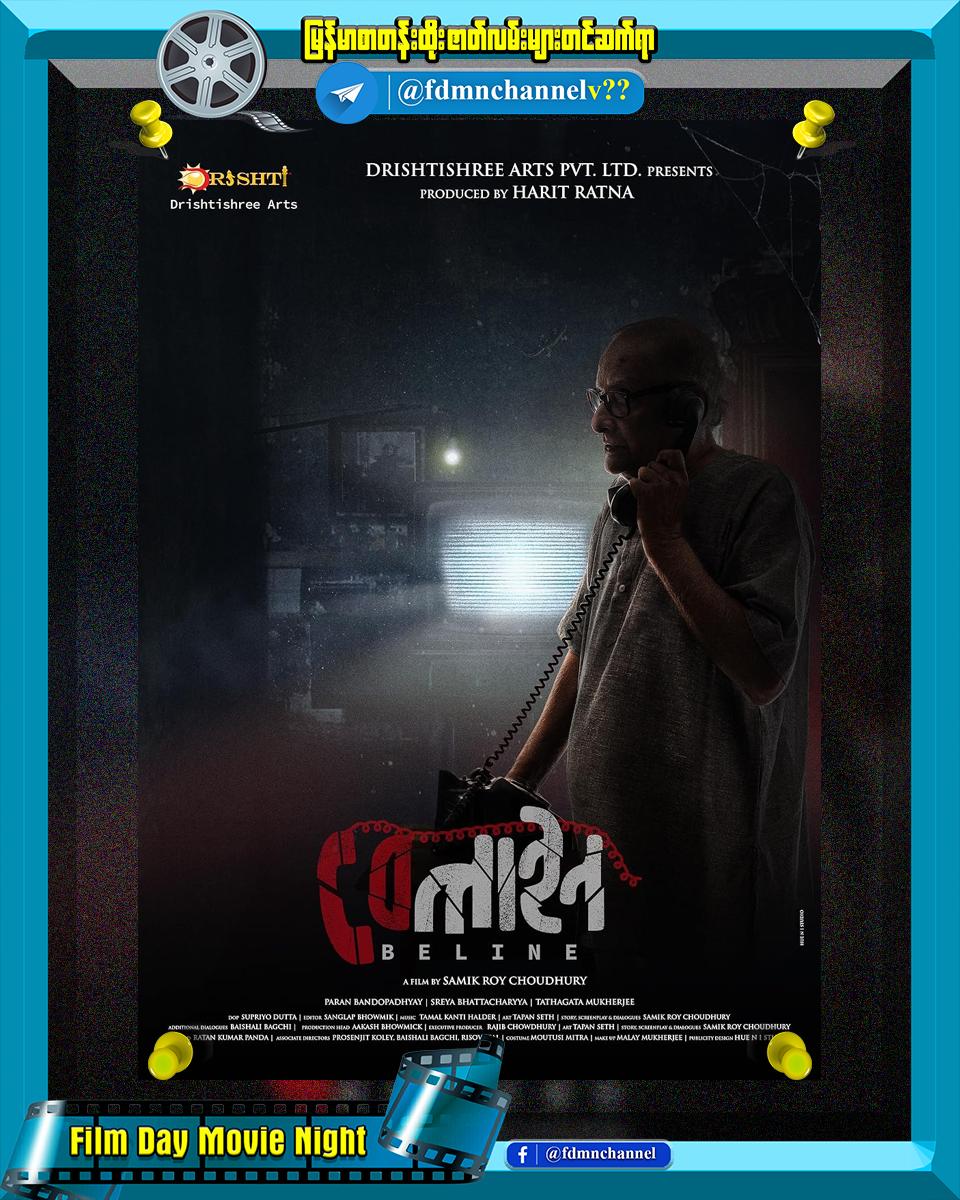 မြန်မာစာတန်းထိုးဇာတ်လမ်းများတင်ဆက်ရာ
@fdmnchannelv??
DRISHTI
Drishtishree Arts
DRISHTISHREE ARTS PVT. LTD. PRESENTS
PRODUCED BY HARIT RATNA
বেলাইন
BELINE
A FILM BY SAMIK ROY CHOUDHURY
PARAN BANDOPADHYAY | SREYA BHATTACHARYYA | TATHAGATA MUKHERJEE
DOP SUPRIYO DUTTA | EDITOR SANGLAP BHOWMIK | MUSIC TAMAL KANTI HALDER | ART TAPAN SETH | STORY, SCREENPLAY & DIALOGUES SAMIK ROY CHOUDHURY
ADDITIONAL DIALOGUES BAISHALI BAGCHI | PRODUCTION HEAD AAKASH BHOWMICK | EXECUTIVE PRODUCER RAJIB CHOWDHURY | ART TAPAN SETH | STORY, SCREENPLAY & DIALOGUES SAMIK ROY CHOUDHURY
RATAN KUMAR PANDA | ASSOCIATE DIRECTORS PROSENJIT KOLEY, BAISHALI BAGCHI, | COSTUME MOUTUSI MITRA | MAKE UP MALAY MUKHERJEE | PUBLICITY DESIGN HUE N I
HUE N I STUDIO
Film Day Movie Night
f @fdmnchannel